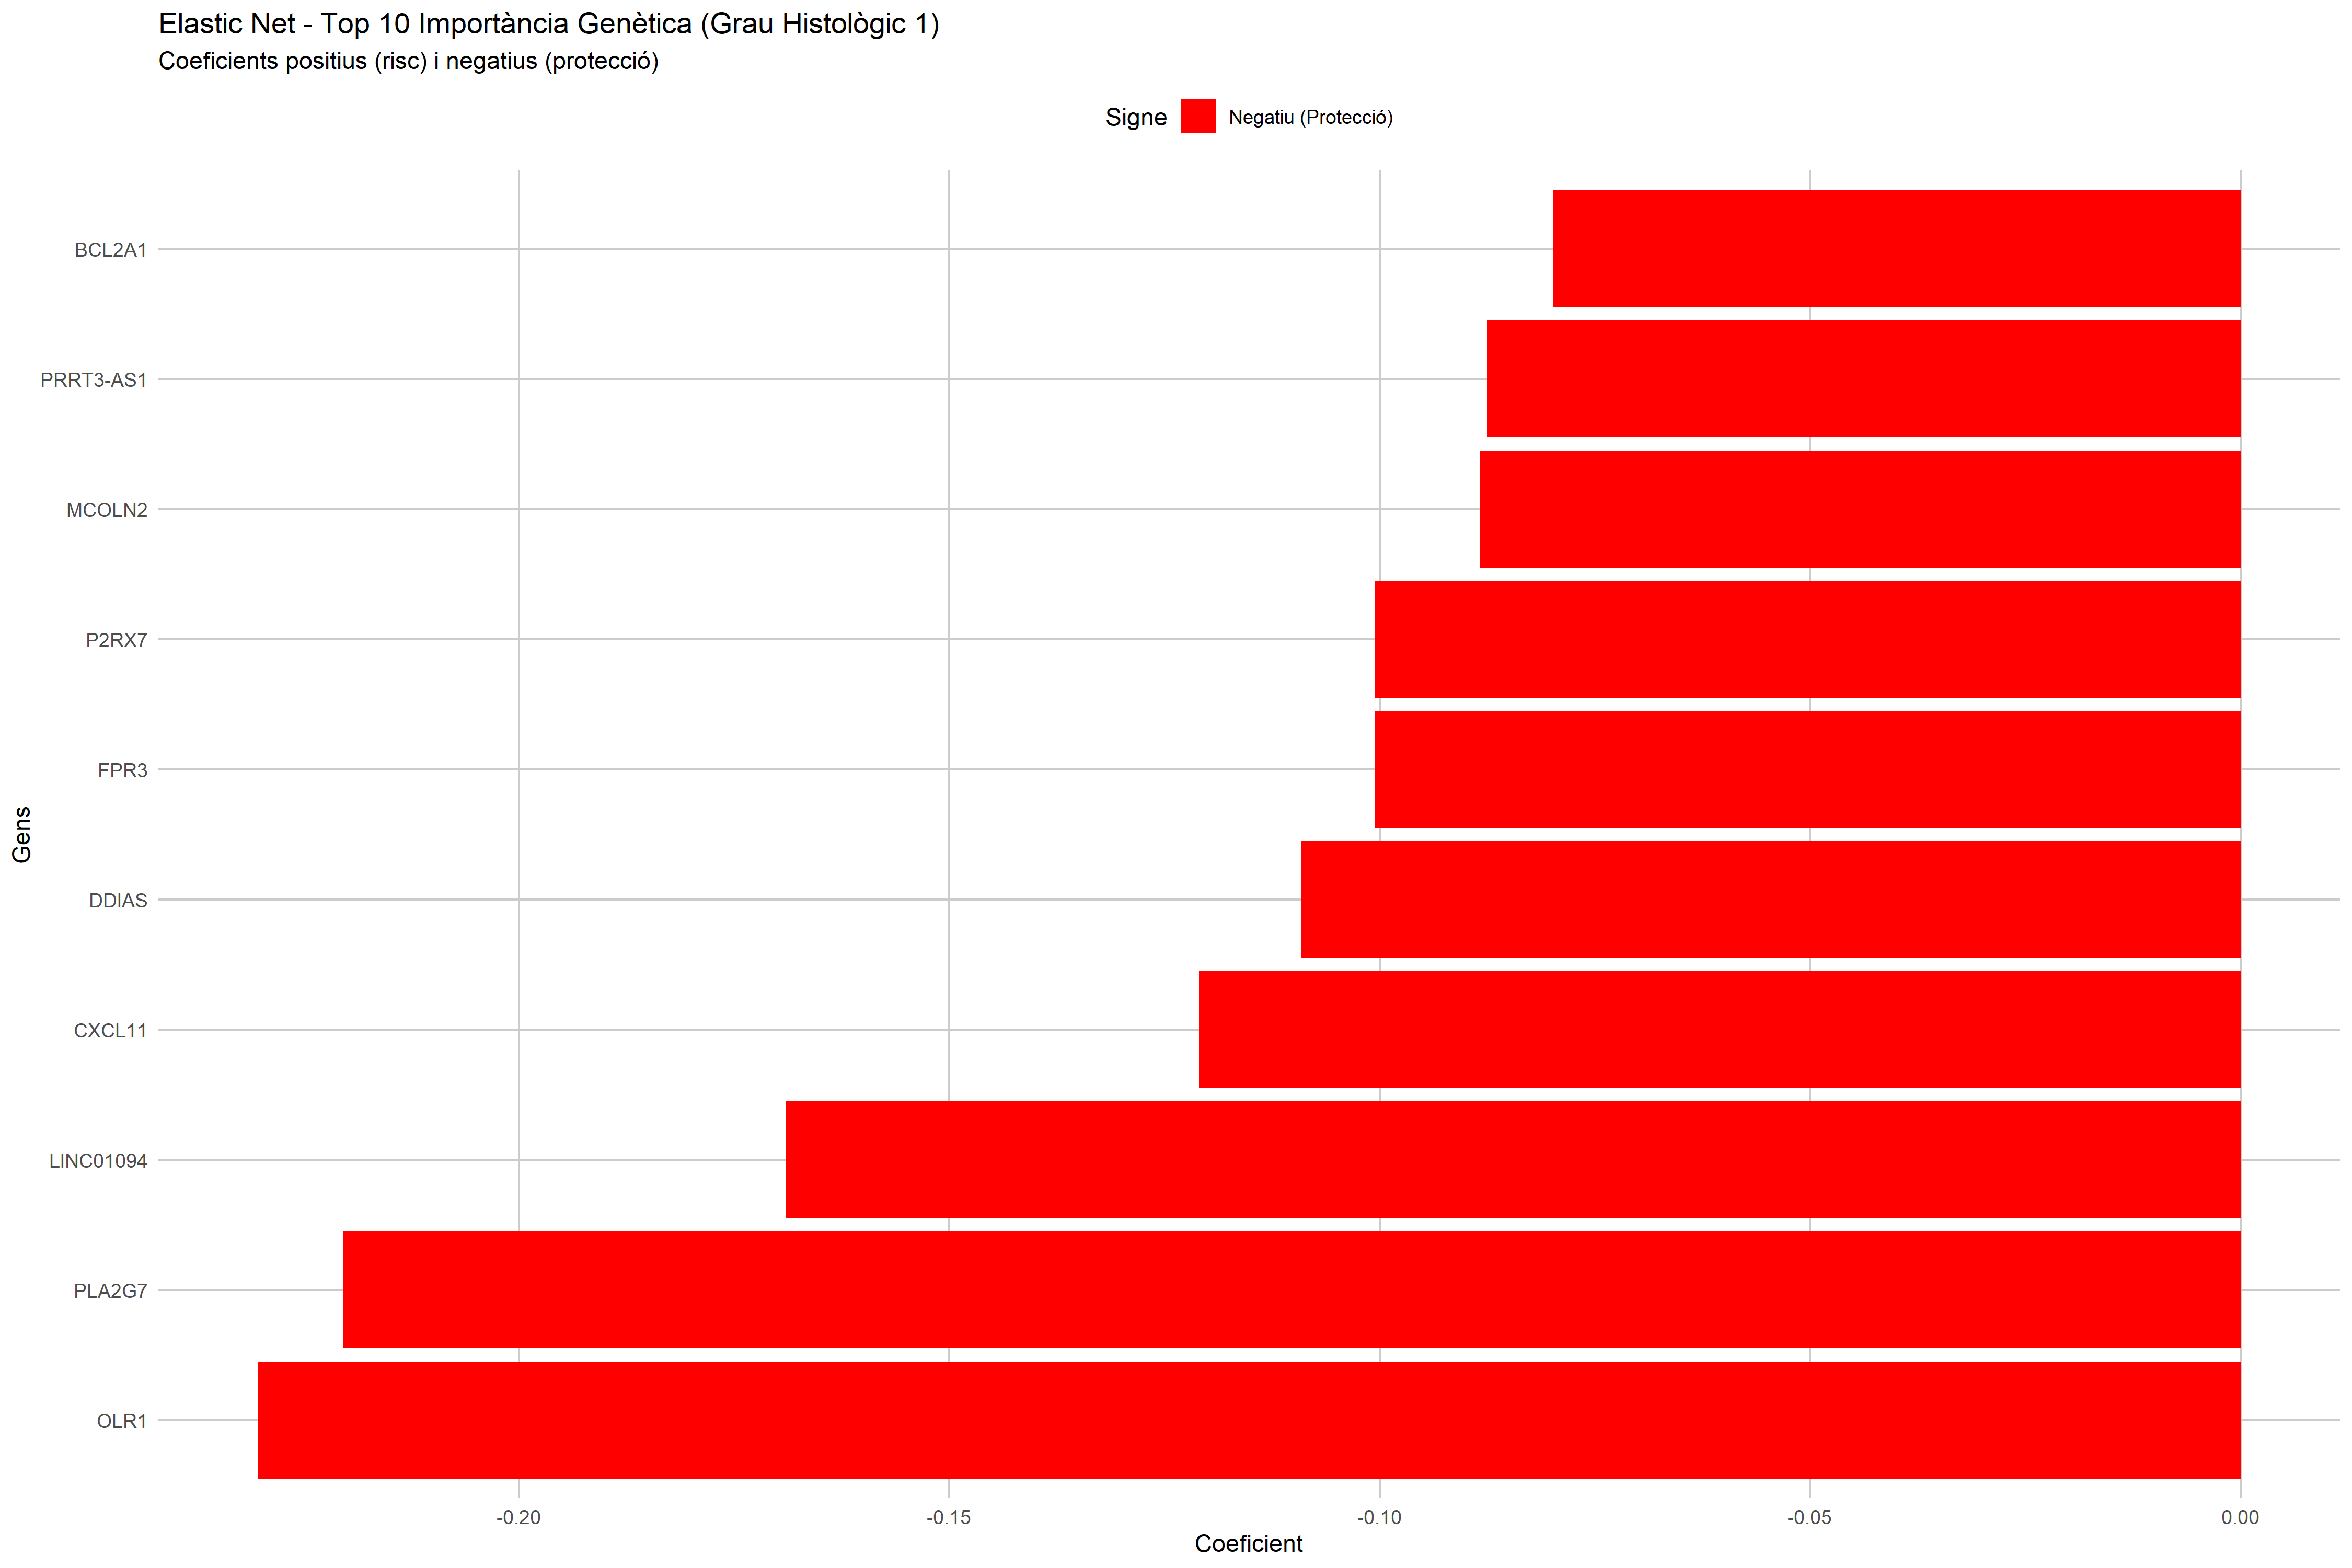 Elastic Net - Top 10 Importància Genètica (Grau Histològic 1)
Coeficients positius (risc) i negatius (protecció)
Signe
Negatiu (Protecció)
Gens
BCL2A1
PRRT3-AS1
MCOLN2
P2RX7
FPR3
DDIAS
CXCL11
LINC01094
PLA2G7
OLR1
-0.20
-0.15
-0.10
-0.05
0.00
Coeficient